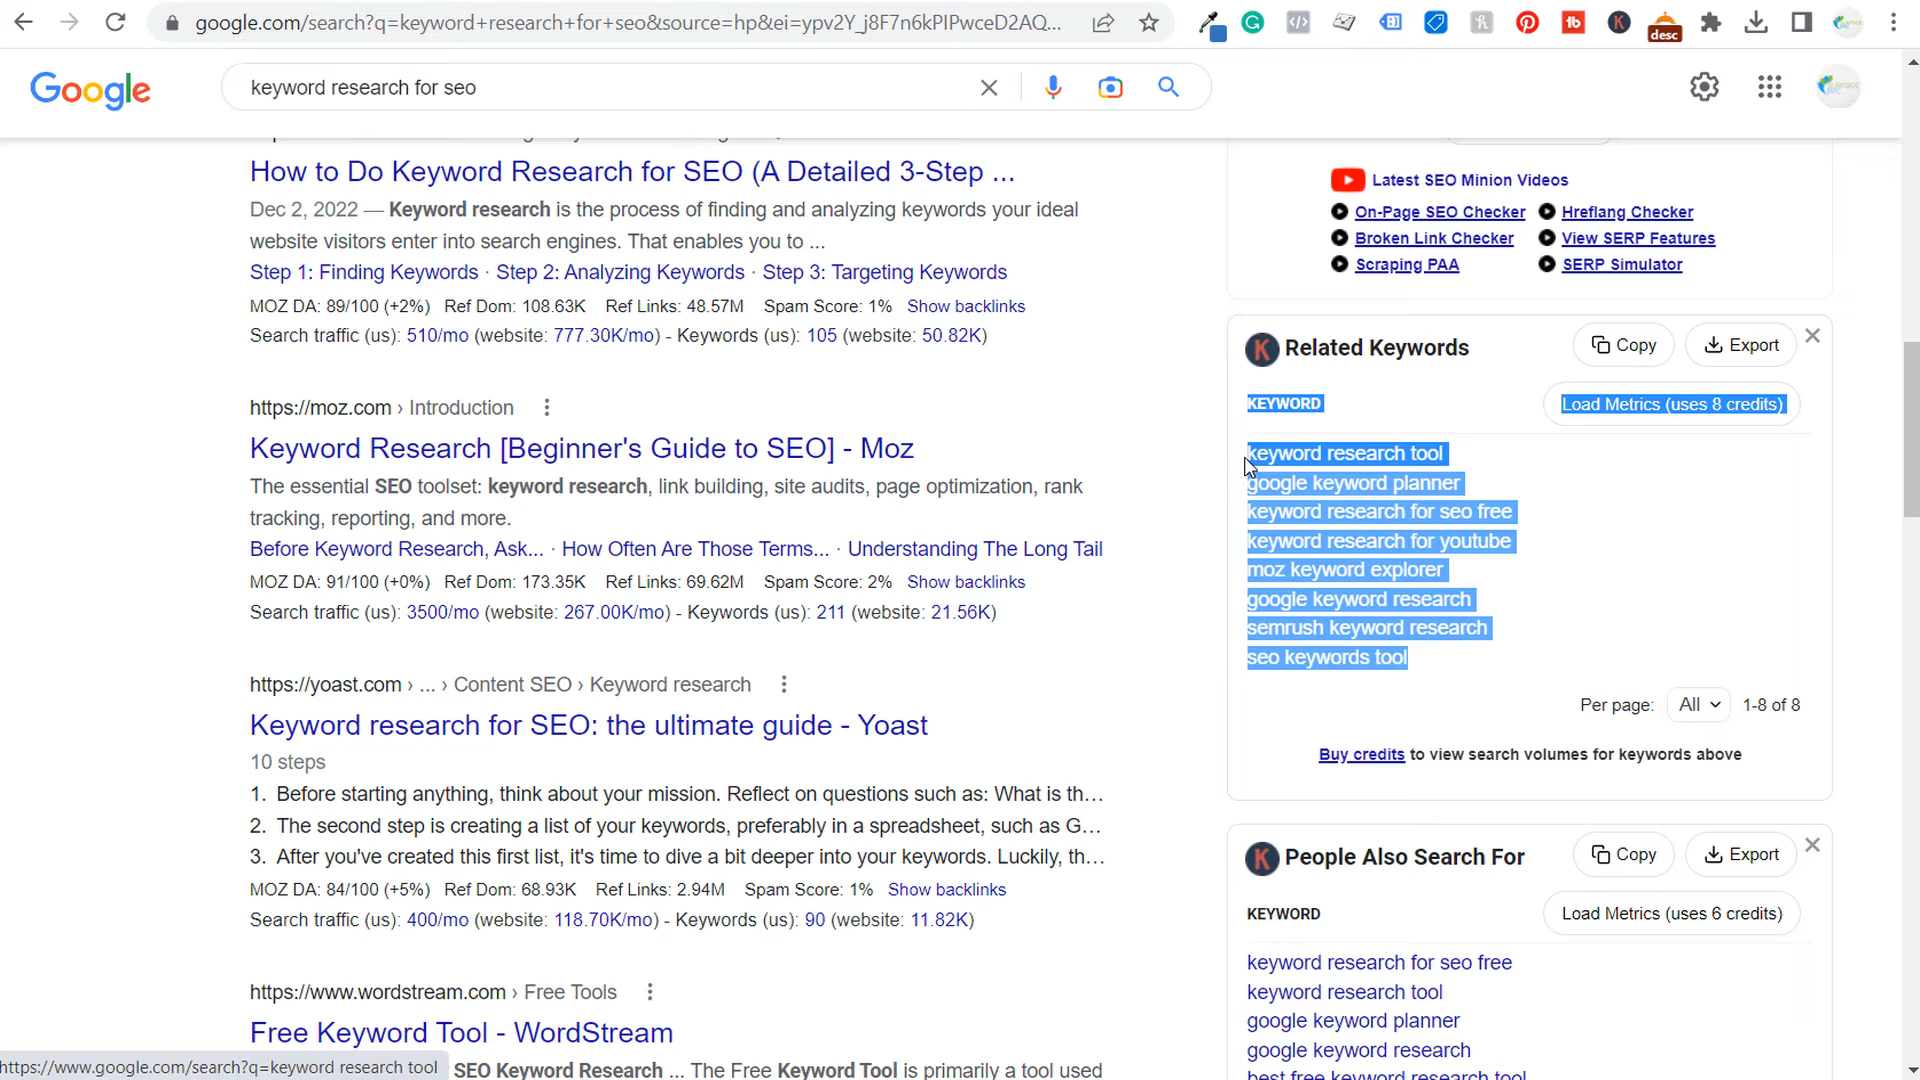 google.com/search?q=keyword+research+for+seo&source=hp&ei=ypv2Y_j8F7n6kPIPwceD2AQ...
desc
Google
keyword research for seo
How to Do Keyword Research for SEO (A Detailed 3-Step ...
Dec 2, 2022 — Keyword research is the process of finding and analyzing keywords your ideal
website visitors enter into search engines. That enables you to ...
Step 1: Finding Keywords · Step 2: Analyzing Keywords · Step 3: Targeting Keywords
MOZ DA: 89/100 (+2%) Ref Dom: 108.63K Ref Links: 48.57M Spam Score: 1% Show backlinks
Search traffic (us): 510/mo (website: 777.30K/mo) - Keywords (us): 105 (website: 50.82K)
https://moz.com › Introduction
Keyword Research [Beginner's Guide to SEO] - Moz
The essential SEO toolset: keyword research, link building, site audits, page optimization, rank
tracking, reporting, and more.
Before Keyword Research, Ask... · How Often Are Those Terms... · Understanding The Long Tail
MOZ DA: 91/100 (+0%) Ref Dom: 173.35K Ref Links: 69.62M Spam Score: 2% Show backlinks
Search traffic (us): 3500/mo (website: 267.00K/mo) - Keywords (us): 211 (website: 21.56K)
https://yoast.com › ... › Content SEO › Keyword research
Keyword research for SEO: the ultimate guide - Yoast
10 steps
1. Before starting anything, think about your mission. Reflect on questions such as: What is th...
2. The second step is creating a list of your keywords, preferably in a spreadsheet, such as G...
3. After you've created this first list, it's time to dive a bit deeper into your keywords. Luckily, th...
MOZ DA: 84/100 (+5%) Ref Dom: 68.93K Ref Links: 2.94M Spam Score: 1% Show backlinks
Search traffic (us): 400/mo (website: 118.70K/mo) - Keywords (us): 90 (website: 11.82K)
https://www.wordstream.com › Free Tools
Free Keyword Tool - WordStream
SEO Keyword Research ... The Free Keyword Tool is primarily a tool used
https://www.google.com/search?q=keyword research tool
Latest SEO Minion Videos
On-Page SEO Checker Hreflang Checker
Broken Link Checker View SERP Features
Scraping PAA SERP Simulator
K Related Keywords Copy Export
KEYWORD Load Metrics (uses 8 credits)
keyword research tool
google keyword planner
keyword research for seo free
keyword research for youtube
moz keyword explorer
google keyword research
semrush keyword research
seo keywords tool
Per page: All 1-8 of 8
Buy credits to view search volumes for keywords above
K People Also Search For Copy Export
KEYWORD Load Metrics (uses 6 credits)
keyword research for seo free
keyword research tool
google keyword planner
google keyword research
best free keyword research tool